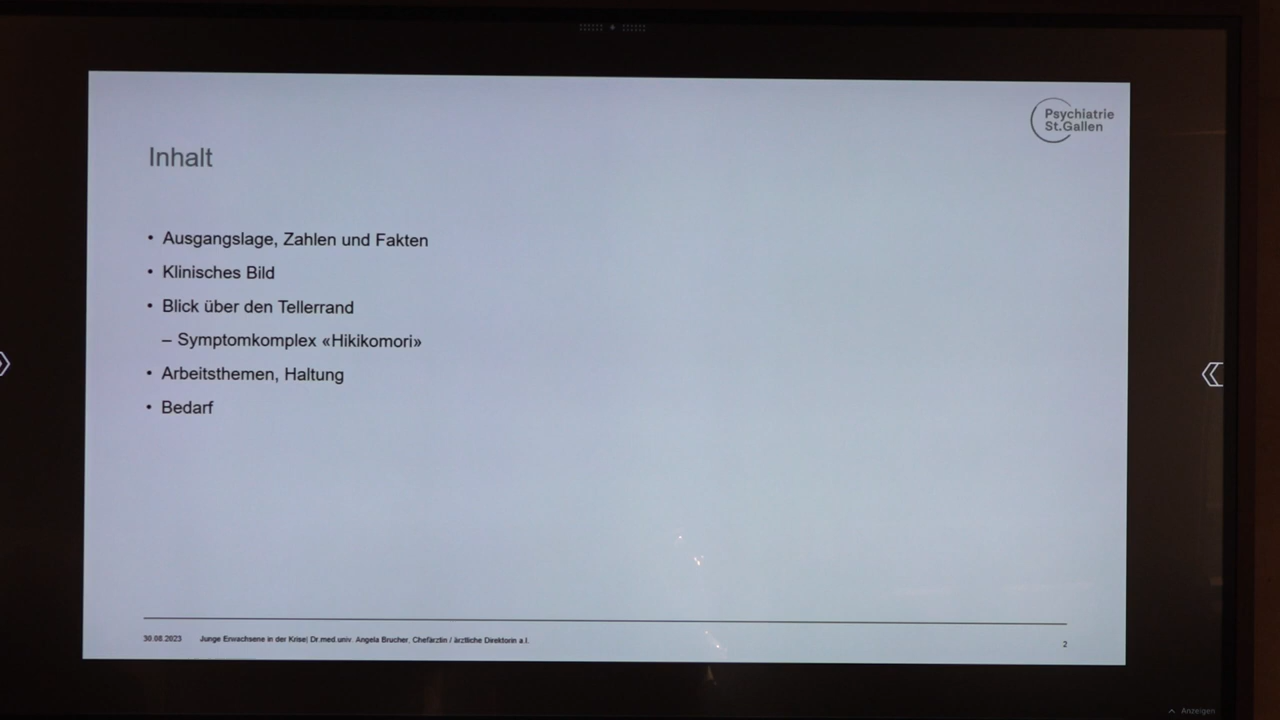 Psychiatrie
St.Gallen
Inhalt
• Ausgangslage, Zahlen und Fakten
• Klinisches Bild
• Blick über den Tellerrand
– Symptomkomplex «Hikikomori»
• Arbeitsthemen, Haltung
• Bedarf
30.08.2023 Junge Erwachsene in der Krise| Dr.med.univ. Angela Brucher, Chefärztin / ärztliche Direktorin a.I.
2
Anzeigen